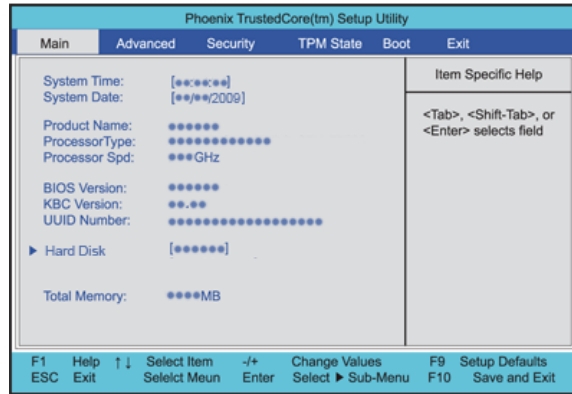 Phoenix TrustedCore(tm) Setup Utility
Main Advanced Security TPM State Boot Exit
System Time: [●●:●●:●●]
System Date: [●●/●●/2009]
Product Name: ●●●●●●
ProcessorType: ●●●●●●●●●●●●
Processor Spd: ●●●GHz
BIOS Version: ●●●●●●
KBC Version: ●●.●●
UUID Number: ●●●●●●●●●●●●●●●●●●
▶ Hard Disk [●●●●●●]
Total Memory: ●●●●MB
Item Specific Help
<Tab>, <Shift-Tab>, or
<Enter> selects field
F1 Help ↑↓ Select Item -/+ Change Values F9 Setup Defaults
ESC Exit Selelct Meun Enter Select ▶ Sub-Menu F10 Save and Exit